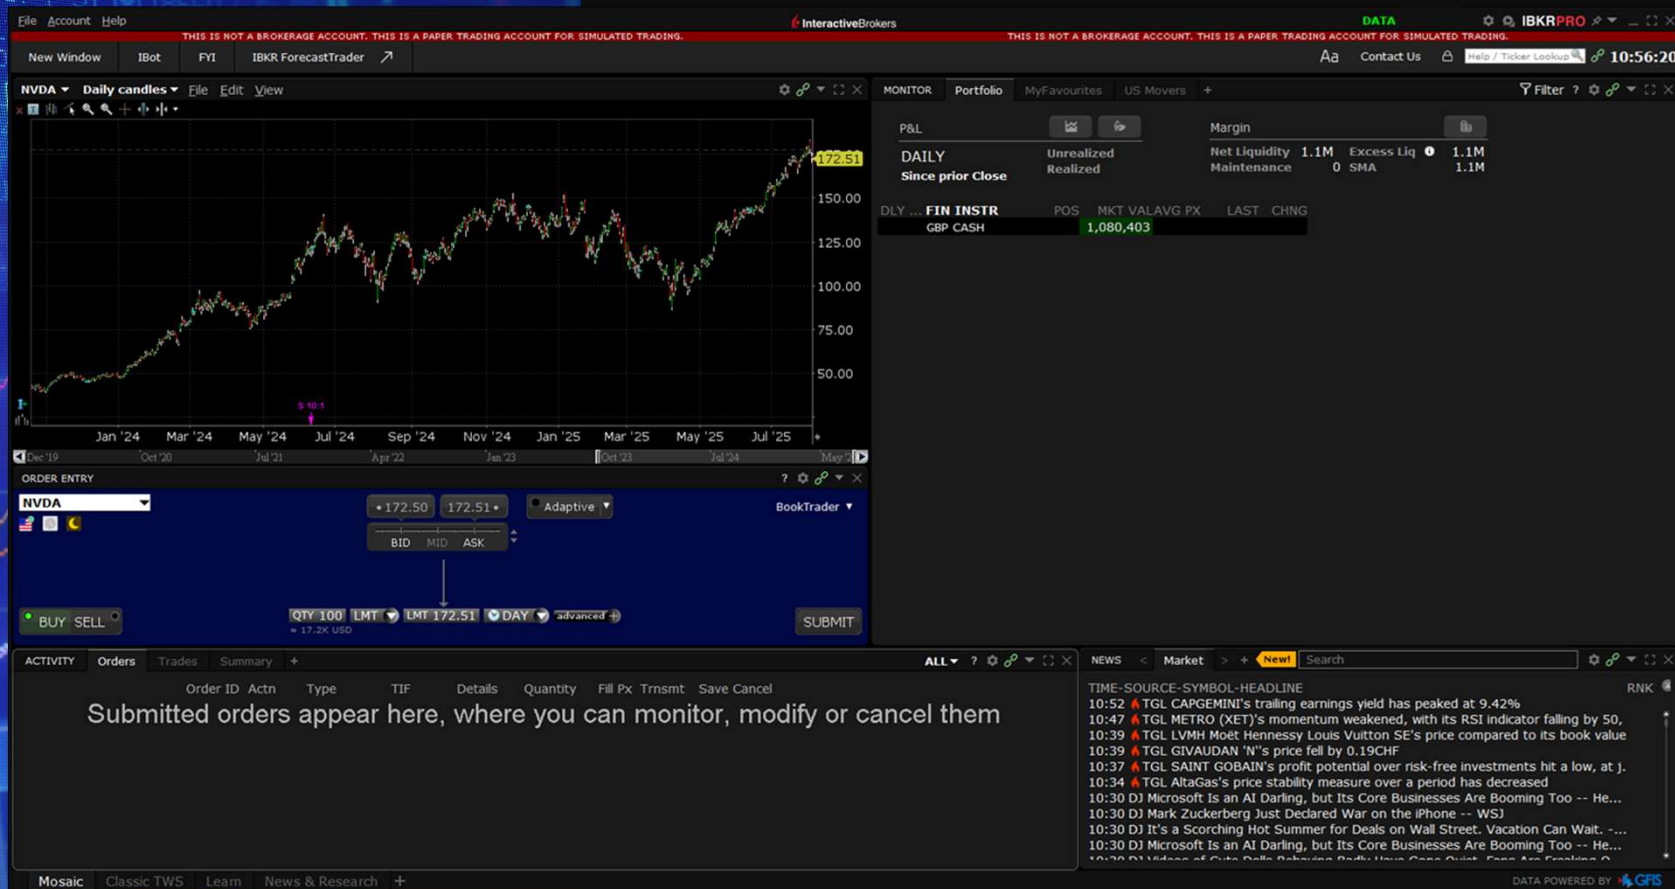 File Account Help
InteractiveBrokers
DATA
IBKRPRO
THIS IS NOT A BROKERAGE ACCOUNT. THIS IS A PAPER TRADING ACCOUNT FOR SIMULATED TRADING.
THIS IS NOT A BROKERAGE ACCOUNT. THIS IS A PAPER TRADING ACCOUNT FOR SIMULATED TRADING.
New Window IBot FYI IBKR ForecastTrader
Aa Contact Us Help / Ticker Lookup 10:56:20
NVDA Daily candles File Edit View
172.51
150.00
125.00
100.00
75.00
50.00
S 10:1
Jan '24 Mar '24 May '24 Jul '24 Sep '24 Nov '24 Jan '25 Mar '25 May '25 Jul '25
Dec '19 Oct '20 Jul '21 Apr '22 Jan '23 Oct '23 Jul '24
MONITOR Portfolio MyFavourites US Movers +
Filter ?
P&L
Margin
DAILY
Since prior Close
Unrealized
Realized
Net Liquidity 1.1M Excess Liq 1.1M
Maintenance 0 SMA 1.1M
DLY ... FIN INSTR POS MKT VAL AVG PX LAST CHNG
GBP CASH 1,080,403
ORDER ENTRY
?
NVDA
172.50 172.51 Adaptive
BookTrader
BID MID ASK
BUY SELL
QTY 100 LMT LMT 172.51 DAY advanced +
≈ 17.2K USD
SUBMIT
ACTIVITY Orders Trades Summary +
ALL ?
Order ID Actn Type TIF Details Quantity Fill Px Trnsmt Save Cancel
Submitted orders appear here, where you can monitor, modify or cancel them
NEWS < Market > + New! Search
TIME-SOURCE-SYMBOL-HEADLINE RNK
10:52 TGL CAPGEMINI's trailing earnings yield has peaked at 9.42%
10:47 TGL METRO (XET)'s momentum weakened, with its RSI indicator falling by 50,
10:39 TGL LVMH Moët Hennessy Louis Vuitton SE's price compared to its book value
10:39 TGL GIVAUDAN 'N''s price fell by 0.19CHF
10:37 TGL SAINT GOBAIN's profit potential over risk-free investments hit a low, at j.
10:34 TGL AltaGas's price stability measure over a period has decreased
10:30 DJ Microsoft Is an AI Darling, but Its Core Businesses Are Booming Too -- He...
10:30 DJ Mark Zuckerberg Just Declared War on the iPhone -- WSJ
10:30 DJ It's a Scorching Hot Summer for Deals on Wall Street. Vacation Can Wait. -...
10:30 DJ Microsoft Is an AI Darling, but Its Core Businesses Are Booming Too -- He...
Mosaic Classic TWS Learn News & Research +
DATA POWERED BY GFIS